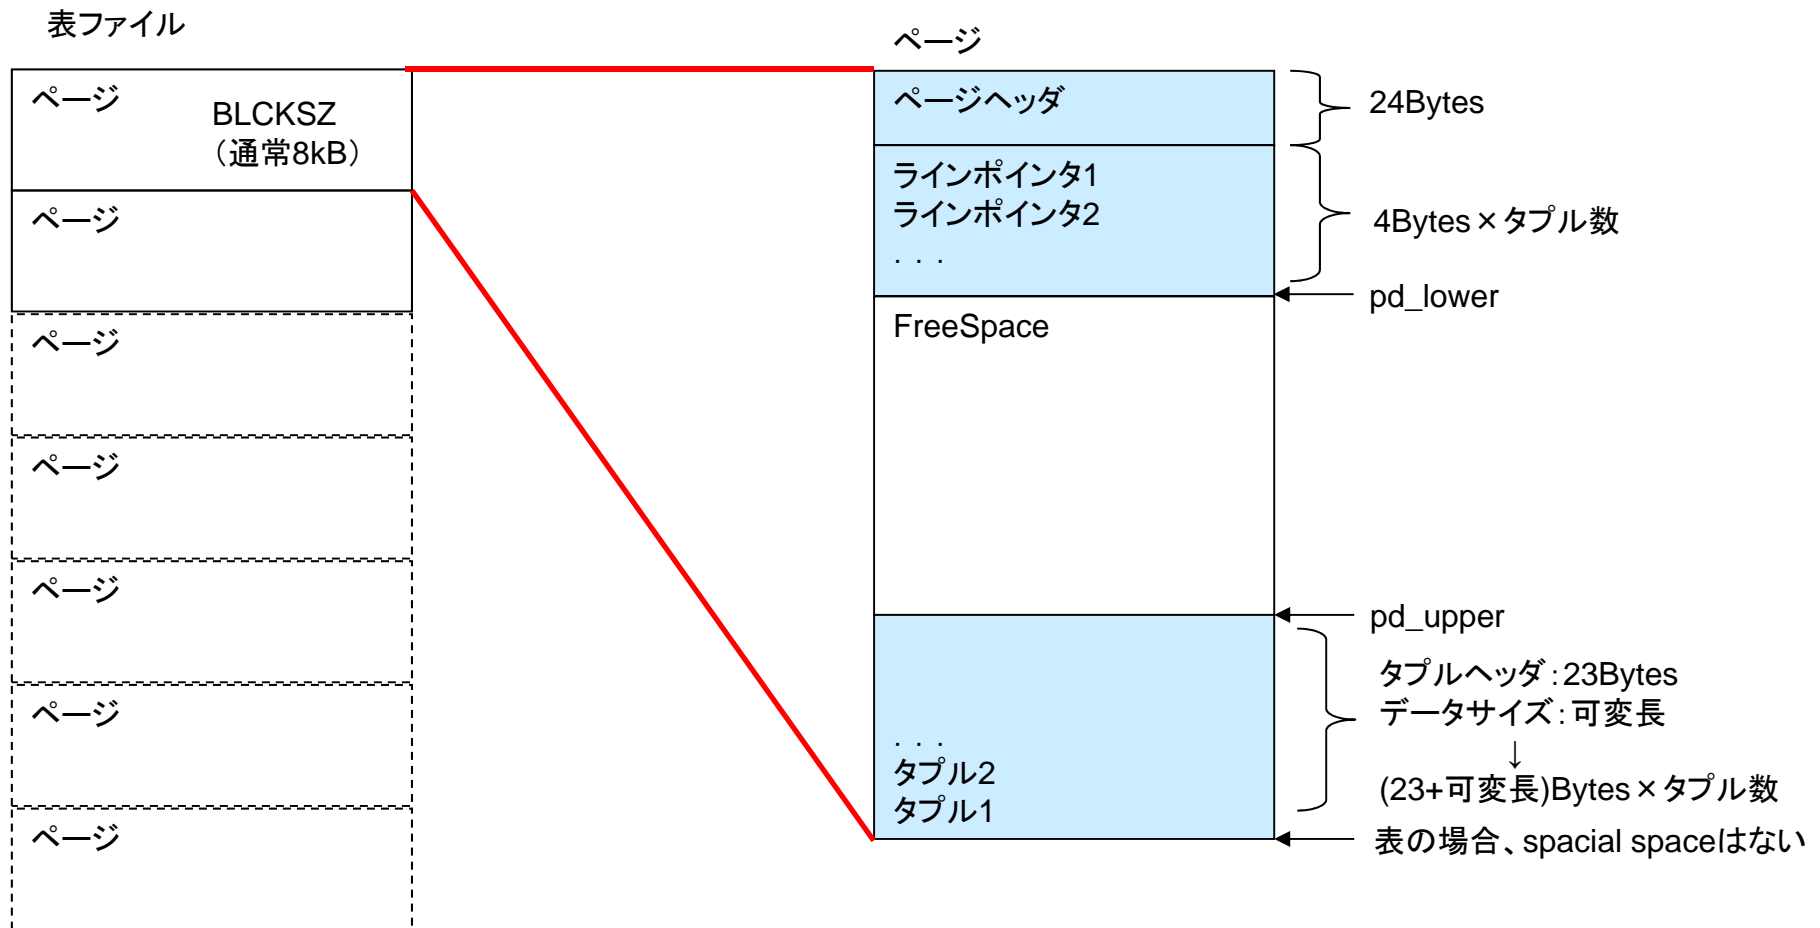 表ファイル
ページ
BLCKSZ
（通常8kB）
ページ
ページ
ページ
ページ
ページ
ページ
ページ
ページヘッダ
ラインポインタ1
ラインポインタ2
. . .
FreeSpace
. . .
タプル2
タプル1
24Bytes
4Bytes×タプル数
pd_lower
pd_upper
タプルヘッダ：23Bytes
データサイズ：可変長
↓
(23+可変長)Bytes×タプル数
表の場合、spacial spaceはない